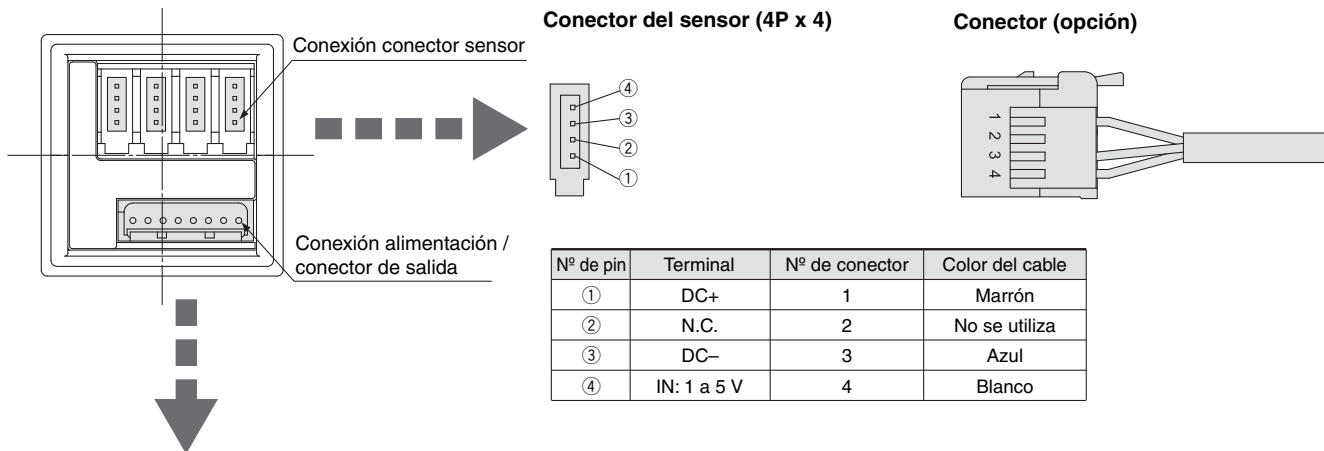 Conector del sensor (4P x 4)
Conector (opción)
Conexión conector sensor
④
③
②
①
1
2
3
4
Conexión alimentación /
conector de salida
Nº de pin Terminal Nº de conector Color del cable
① DC+ 1 Marrón
② N.C. 2 No se utiliza
③ DC– 3 Azul
④ IN: 1 a 5 V 4 Blanco